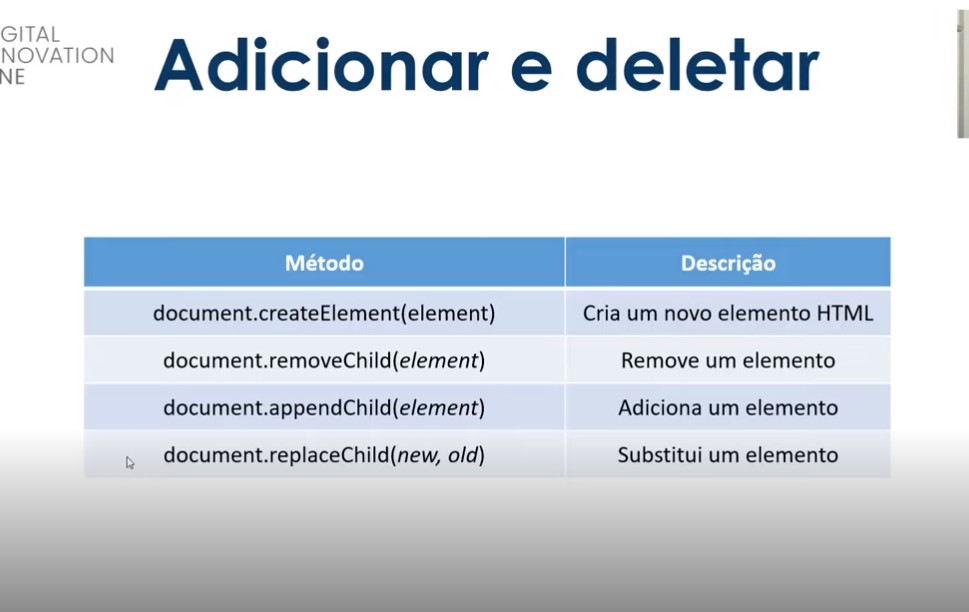 GITAL
NOVATION
NE
Adicionar e deletar
Método Descrição
document.createElement(element) Cria um novo elemento HTML
document.removeChild(element) Remove um elemento
document.appendChild(element) Adiciona um elemento
document.replaceChild(new, old) Substitui um elemento